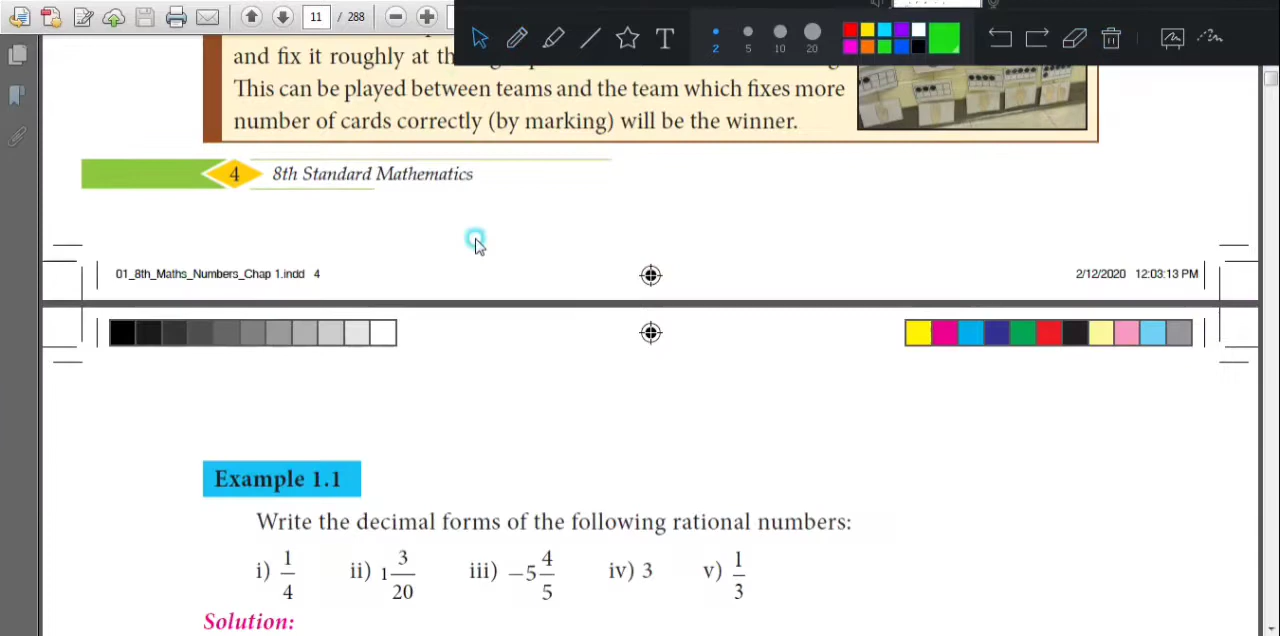 11 / 288
2 5 10 20
T
and fix it roughly at th
This can be played between teams and the team which fixes more
number of cards correctly (by marking) will be the winner.
4 8th Standard Mathematics
01_8th_Maths_Numbers_Chap 1.indd 4 2/12/2020 12:03:13 PM
Example 1.1
Write the decimal forms of the following rational numbers:
i) 1/4 ii) 1 3/20 iii) −5 4/5 iv) 3 v) 1/3
Solution: